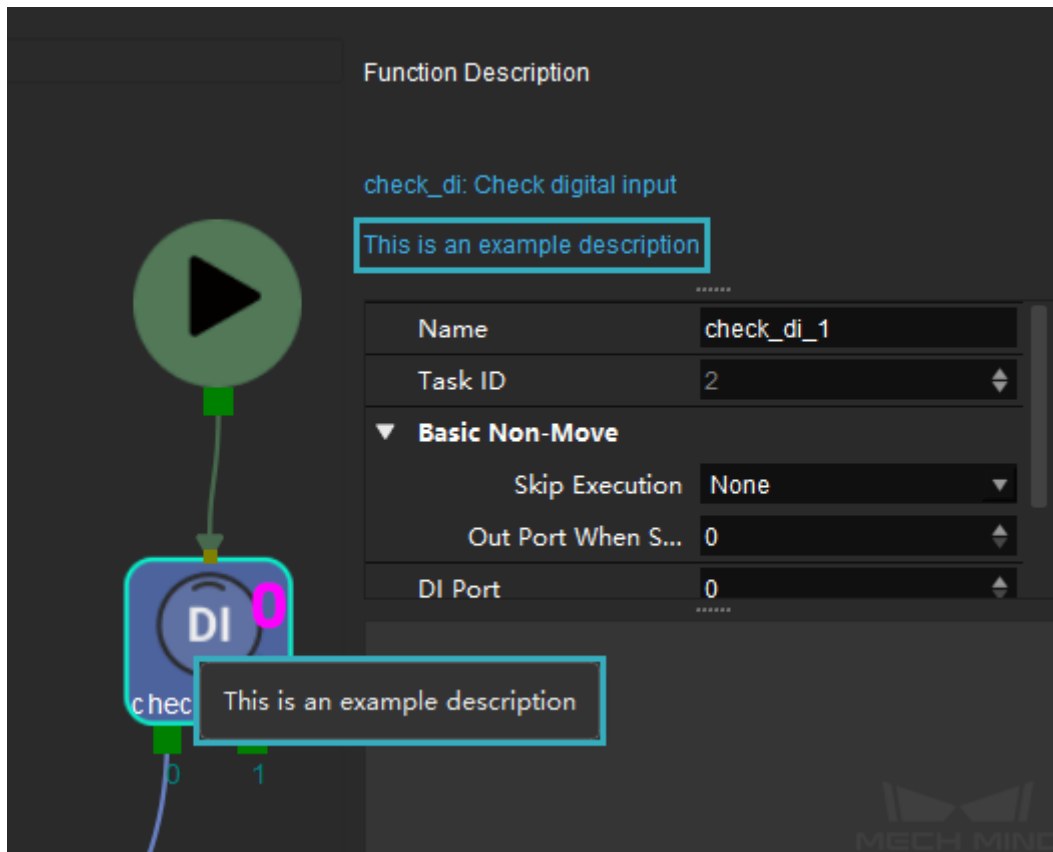 Function Description
check_di: Check digital input
This is an example description
Name check_di_1
Task ID 2
Basic Non-Move
Skip Execution None
Out Port When S... 0
DI Port 0
DI 0
chec
This is an example description
0 1
MECH MIND